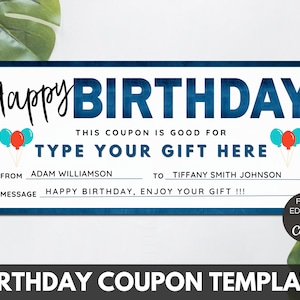 Happy BIRTHDAY
THIS COUPON IS GOOD FOR
TYPE YOUR GIFT HERE
FROM ADAM WILLIAMSON TO TIFFANY SMITH JOHNSON
MESSAGE HAPPY BIRTHDAY, ENJOY YOUR GIFT !!!
BIRTHDAY COUPON TEMPLA